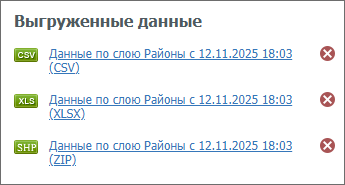 Выгруженные данные
CSV Данные по слою Районы с 12.11.2025 18:03
(CSV)
XLS Данные по слою Районы с 12.11.2025 18:03
(XLSX)
SHP Данные по слою Районы с 12.11.2025 18:03
(ZIP)